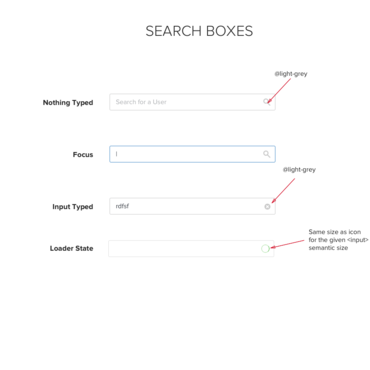 SEARCH BOXES
@light-grey
Nothing Typed
Search for a User
Focus
@light-grey
Input Typed
rdfsf
Loader State
Same size as icon
for the given <input>
semantic size